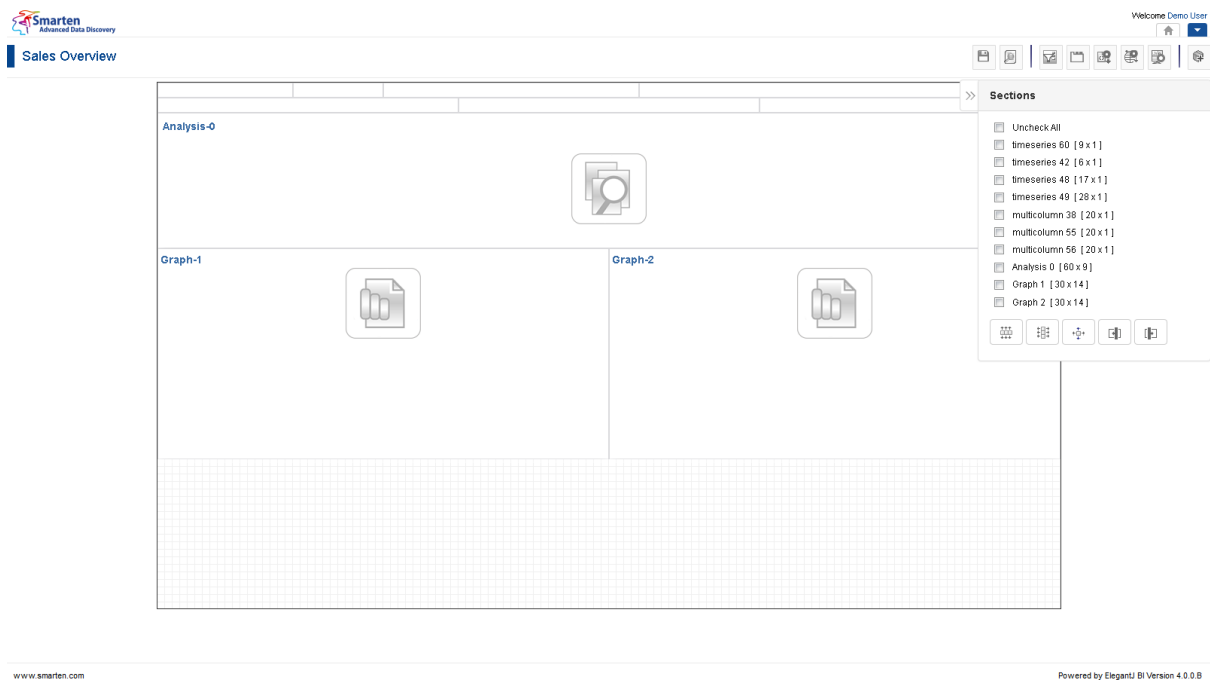 Smarten
Advanced Data Discovery
Welcome Demo User
Sales Overview
Sections
Uncheck All
timeseries 60 [ 9 x 1 ]
timeseries 42 [ 6 x 1 ]
timeseries 48 [ 17 x 1 ]
timeseries 49 [ 28 x 1 ]
multicolumn 38 [ 20 x 1 ]
multicolumn 55 [ 20 x 1 ]
multicolumn 56 [ 20 x 1 ]
Analysis 0 [ 60 x 9 ]
Graph 1 [ 30 x 14 ]
Graph 2 [ 30 x 14 ]
Analysis-0
Graph-1
Graph-2
www.smarten.com
Powered by ElegantJ BI Version 4.0.0.B